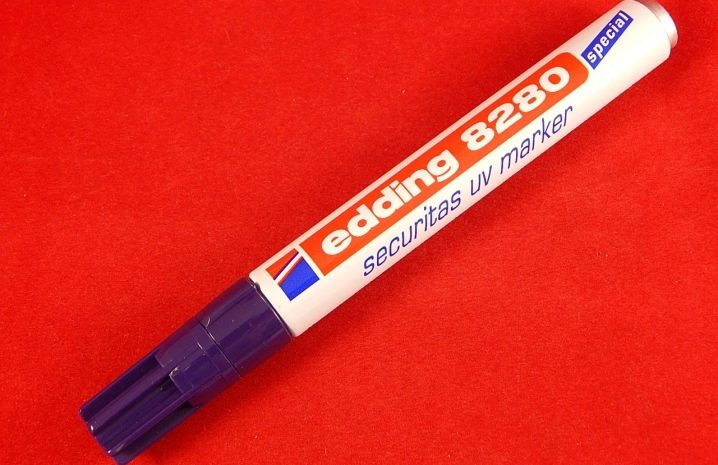 edding 8280
securitas uv marker
special